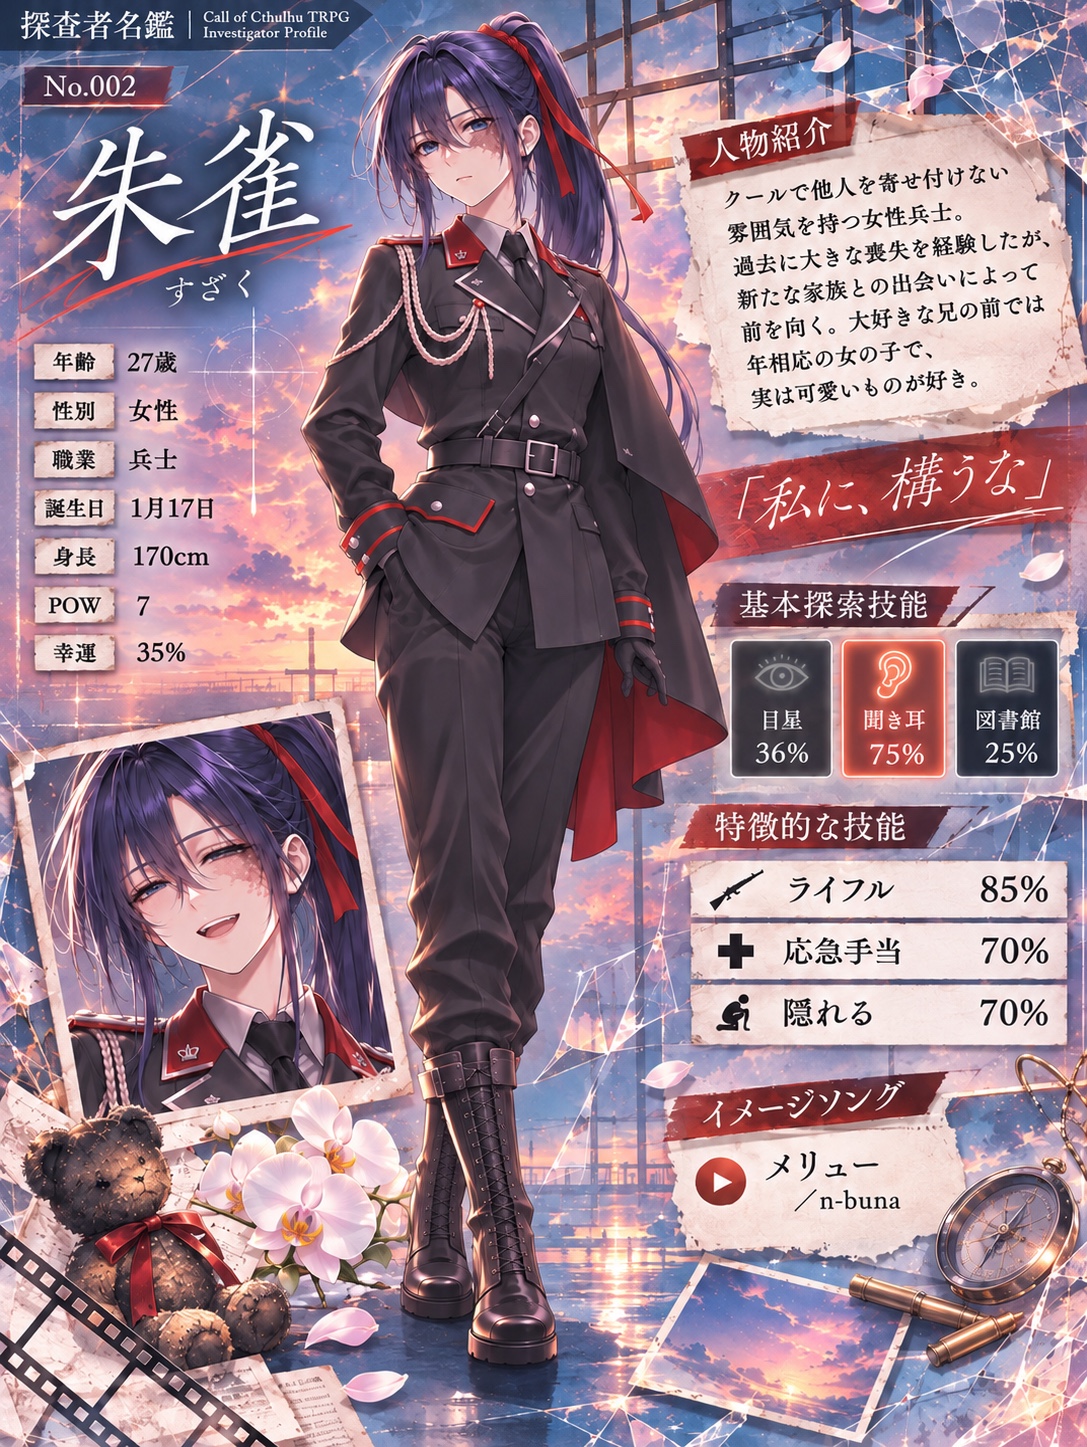 探査者名鑑
Call of Cthulhu TRPG
Investigator Profile
No.002
朱雀
すざく
年齢 27歳
性別 女性
職業 兵士
誕生日 1月17日
身長 170cm
POW 7
幸運 35%
人物紹介
クールで他人を寄せ付けない
雰囲気を持つ女性兵士。
過去に大きな喪失を経験したが、
新たな家族との出会いによって
前を向く。大好きな兄の前では
年相応の女の子で、
実は可愛いものが好き。
「私に、構うな」
基本探索技能
目星 聞き耳 図書館
36% 75% 25%
特徴的な技能
ライフル 85%
応急手当 70%
隠れる 70%
イメージソング
メリュー
／n-buna